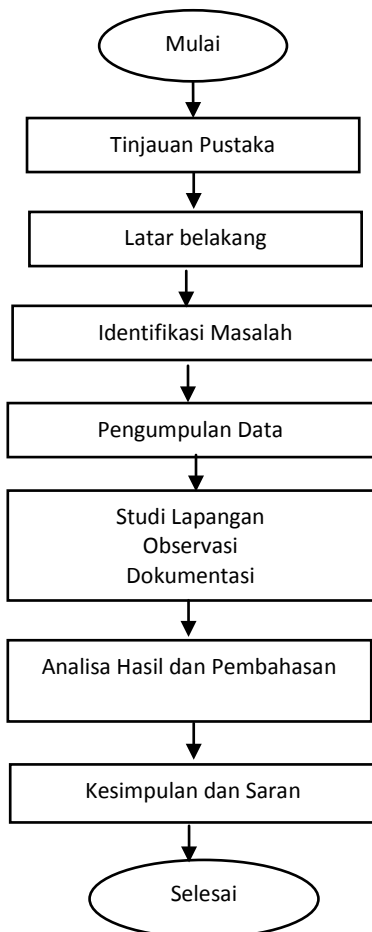 Mulai
Tinjauan Pustaka
Latar belakang
Identifikasi Masalah
Pengumpulan Data
Studi Lapangan
Observasi
Dokumentasi
Analisa Hasil dan Pembahasan
Kesimpulan dan Saran
Selesai